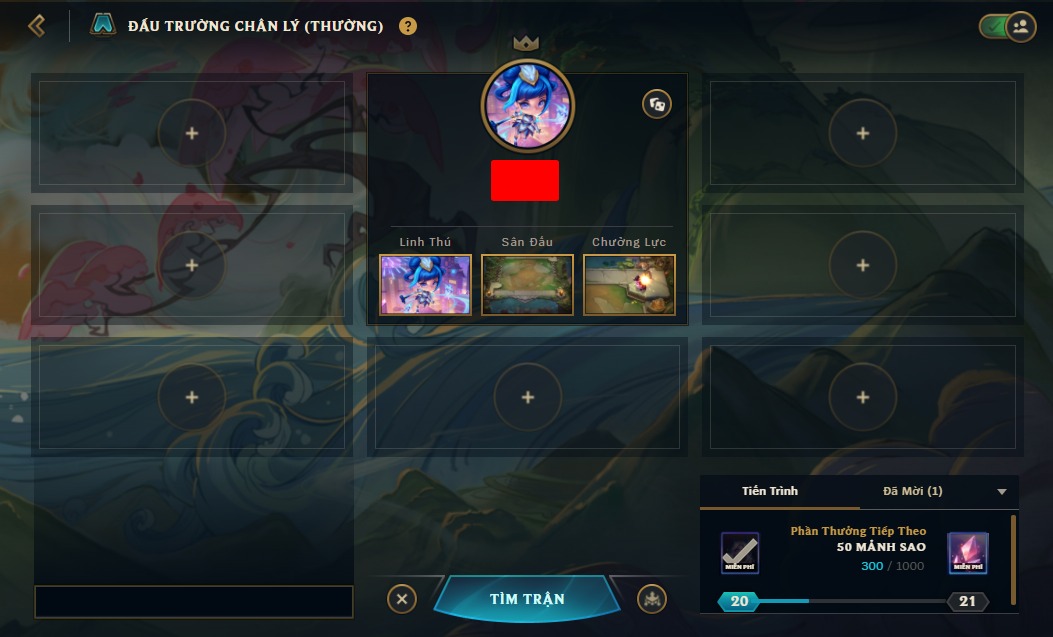 ĐẤU TRƯỜNG CHÂN LÝ (THƯỜNG) ?
Linh Thú Sân Đấu Chưởng Lực
Tiến Trình Đã Mời (1)
Phần Thưởng Tiếp Theo
50 MẢNH SAO
300 / 1000
MIỄN PHÍ MIỄN PHÍ
TÌM TRẬN
20 21